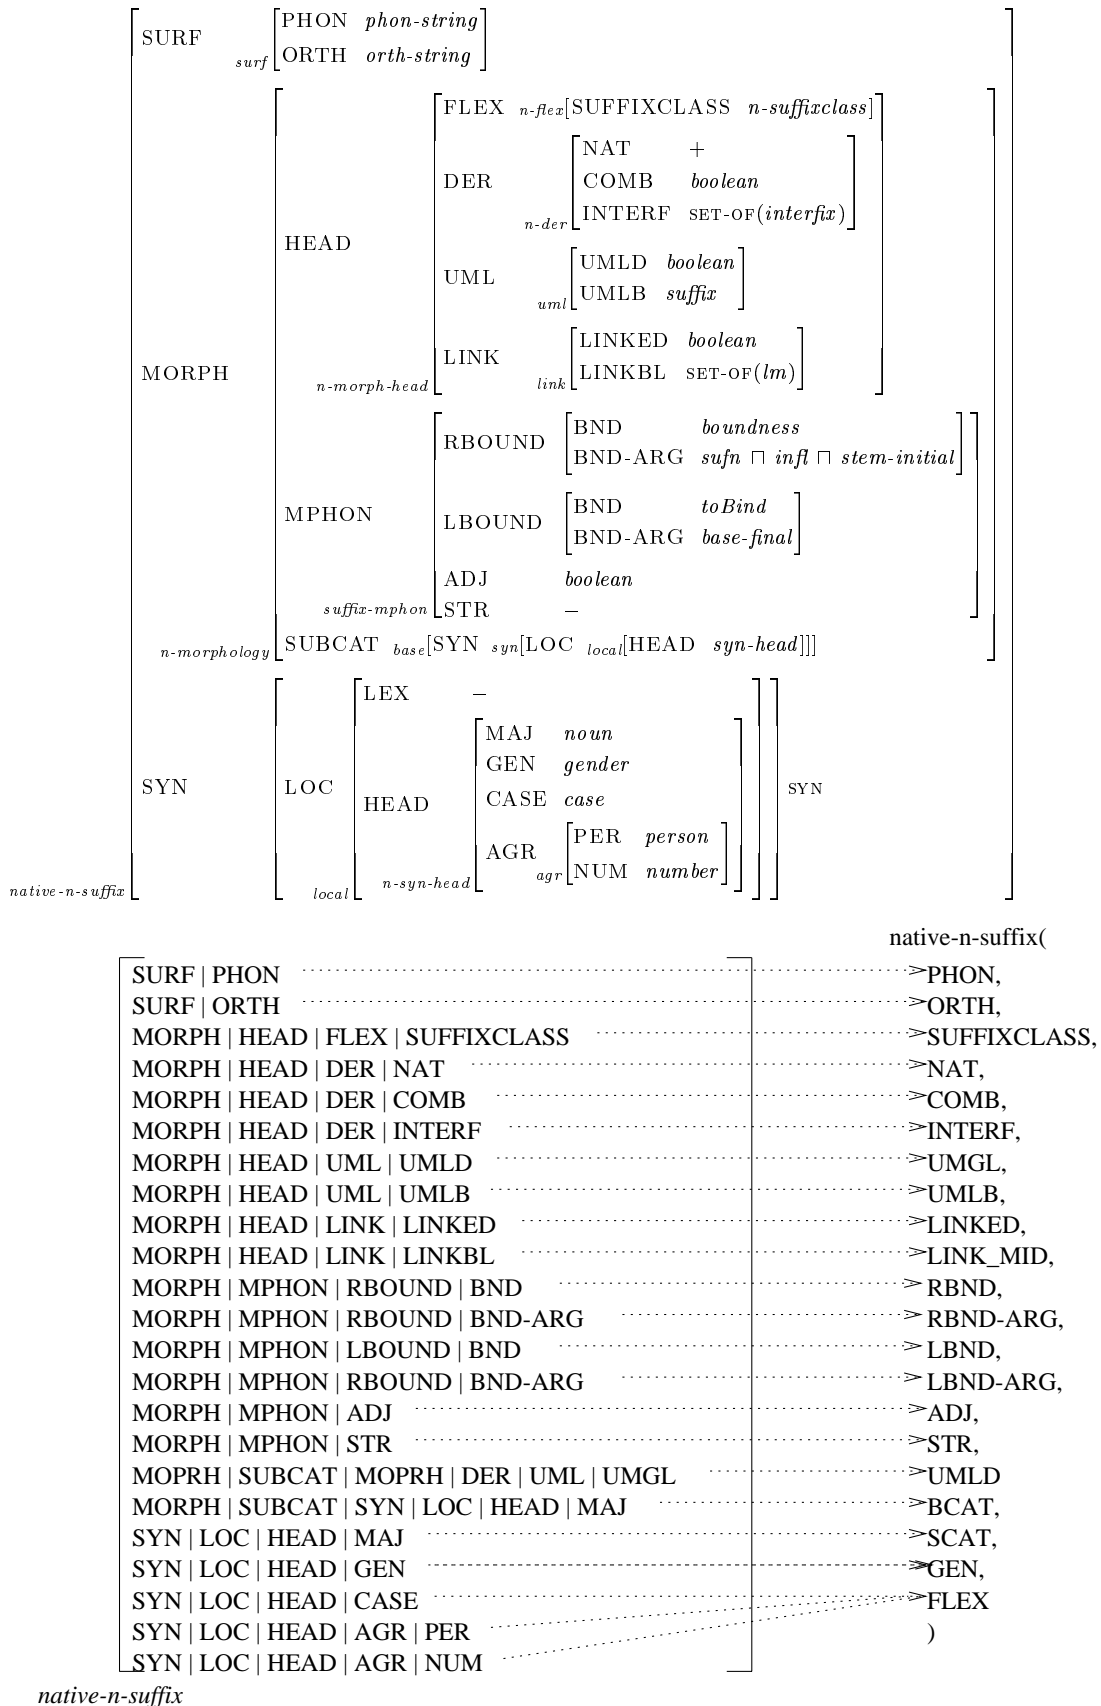 SURF surf PHON phon-string
ORTH orth-string
MORPH n-morphology HEAD n-morph-head FLEX n-flex[SUFFIXCLASS n-suffixclass]
DER n-der NAT +
COMB boolean
INTERF SET-OF(interfix)
UML uml UMLD boolean
UMLB suffix
LINK link LINKED boolean
LINKBL SET-OF(lm)
MPHON suffix-mphon RBOUND BND boundness
BND-ARG sufn ⊓ infl ⊓ stem-initial
LBOUND BND toBind
BND-ARG base-final
ADJ boolean
STR −
SUBCAT base[SYN syn[LOC local[HEAD syn-head]]]
SYN LOC local LEX −
HEAD n-syn-head MAJ noun
GEN gender
CASE case
AGR agr PER person
NUM number
SYN
native-n-suffix
native-n-suffix(
SURF | PHON PHON,
SURF | ORTH ORTH,
MORPH | HEAD | FLEX | SUFFIXCLASS SUFFIXCLASS,
MORPH | HEAD | DER | NAT NAT,
MORPH | HEAD | DER | COMB COMB,
MORPH | HEAD | DER | INTERF INTERF,
MORPH | HEAD | UML | UMLD UMGL,
MORPH | HEAD | UML | UMLB UMLB,
MORPH | HEAD | LINK | LINKED LINKED,
MORPH | HEAD | LINK | LINKBL LINK_MID,
MORPH | MPHON | RBOUND | BND RBND,
MORPH | MPHON | RBOUND | BND-ARG RBND-ARG,
MORPH | MPHON | LBOUND | BND LBND,
MORPH | MPHON | RBOUND | BND-ARG LBND-ARG,
MORPH | MPHON | ADJ ADJ,
MORPH | MPHON | STR STR,
MOPRH | SUBCAT | MOPRH | DER | UML | UMGL UMLD
MORPH | SUBCAT | SYN | LOC | HEAD | MAJ BCAT,
SYN | LOC | HEAD | MAJ SCAT,
SYN | LOC | HEAD | GEN GEN,
SYN | LOC | HEAD | CASE FLEX
SYN | LOC | HEAD | AGR | PER )
SYN | LOC | HEAD | AGR | NUM
native-n-suffix